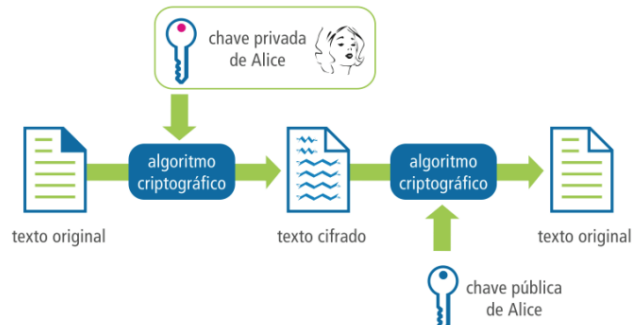 chave privada
de Alice
algoritmo
criptográfico
algoritmo
criptográfico
texto original
texto cifrado
texto original
chave pública
de Alice